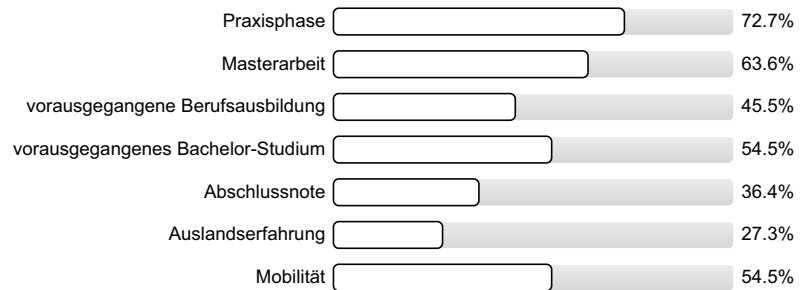 Praxisphase 72.7%
Masterarbeit 63.6%
vorausgegangene Berufsausbildung 45.5%
vorausgegangenes Bachelor-Studium 54.5%
Abschlussnote 36.4%
Auslandserfahrung 27.3%
Mobilität 54.5%